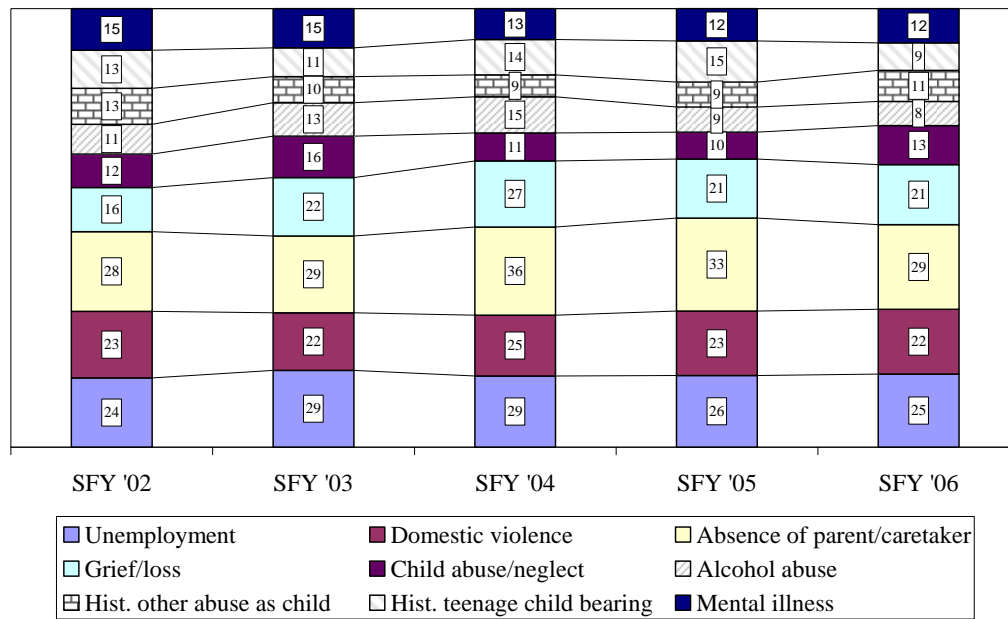 15 15 13 12 12
13 11 14 15 9
13 10 9 9 11
11 13 15 9 8
12 16 11 10 13
16 22 27 21 21
28 29 36 33 29
23 22 25 23 22
24 29 29 26 25
SFY '02 SFY '03 SFY '04 SFY '05 SFY '06
Unemployment Domestic violence Absence of parent/caretaker
Grief/loss Child abuse/neglect Alcohol abuse
Hist. other abuse as child Hist. teenage child bearing Mental illness